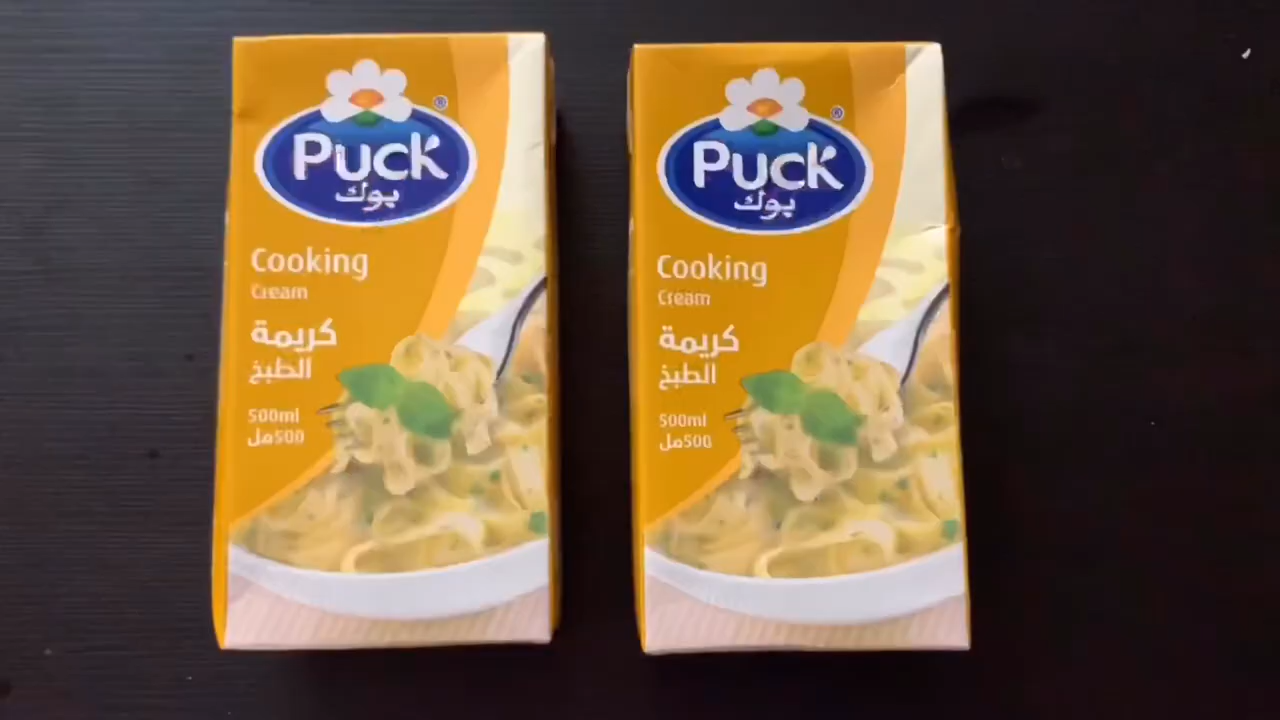 Puck
بوك
Cooking
Cream
كريمة
الطبخ
500ml
500مل
Puck
بوك
Cooking
Cream
كريمة
الطبخ
500ml
500مل